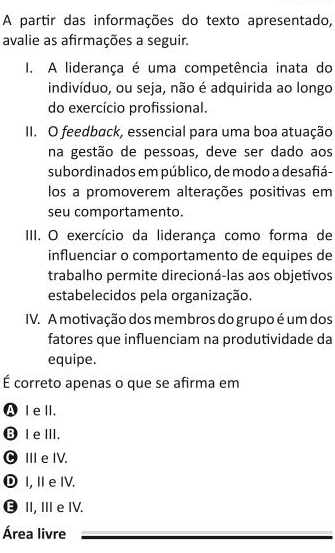 A partir das informações do texto apresentado,
avalie as afirmações a seguir.
I. A liderança é uma competência inata do
indivíduo, ou seja, não é adquirida ao longo
do exercício profissional.
II. O feedback, essencial para uma boa atuação
na gestão de pessoas, deve ser dado aos
subordinados em público, de modo a desafiá-
los a promoverem alterações positivas em
seu comportamento.
III. O exercício da liderança como forma de
influenciar o comportamento de equipes de
trabalho permite direcioná-las aos objetivos
estabelecidos pela organização.
IV. A motivação dos membros do grupo é um dos
fatores que influenciam na produtividade da
equipe.
É correto apenas o que se afirma em
A I e II.
B I e III.
C III e IV.
D I, II e IV.
E II, III e IV.
Área livre